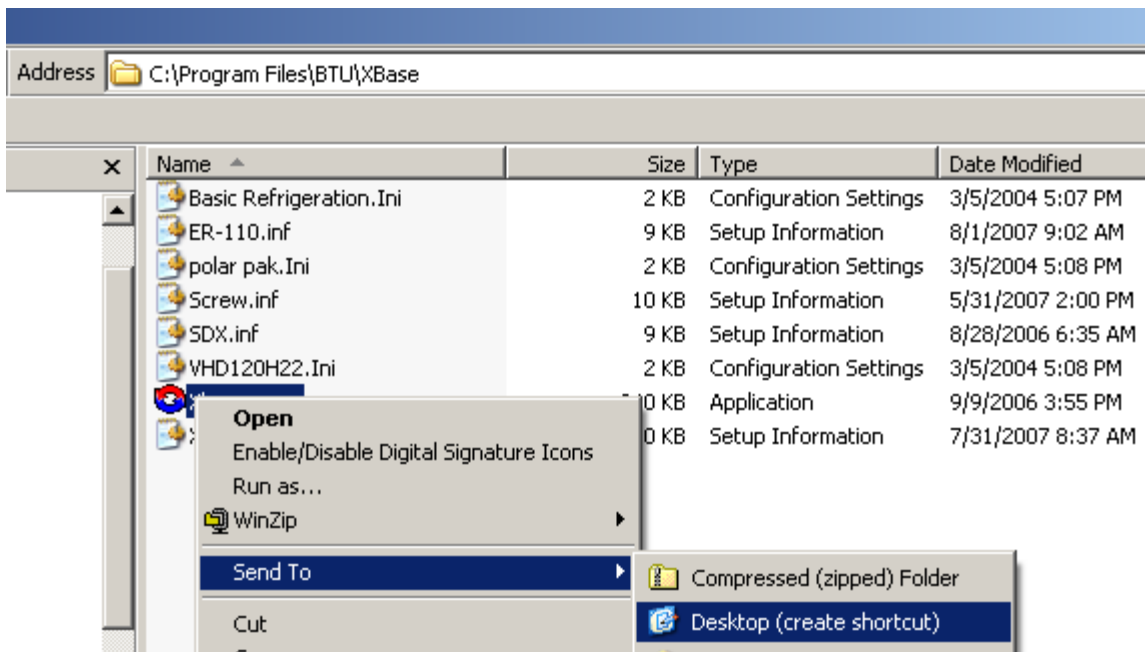 Address C:\Program Files\BTU\XBase
Name Size Type Date Modified
Basic Refrigeration.Ini 2 KB Configuration Settings 3/5/2004 5:07 PM
ER-110.inf 9 KB Setup Information 8/1/2007 9:02 AM
polar pak.Ini 2 KB Configuration Settings 3/5/2004 5:08 PM
Screw.inf 10 KB Setup Information 5/31/2007 2:00 PM
SDX.inf 9 KB Setup Information 8/28/2006 6:35 AM
VHD120H22.Ini 2 KB Configuration Settings 3/5/2004 5:08 PM
KB Application 9/9/2006 3:55 PM
KB Setup Information 7/31/2007 8:37 AM
Open
Enable/Disable Digital Signature Icons
Run as...
WinZip
Send To
Compressed (zipped) Folder
Cut
Desktop (create shortcut)